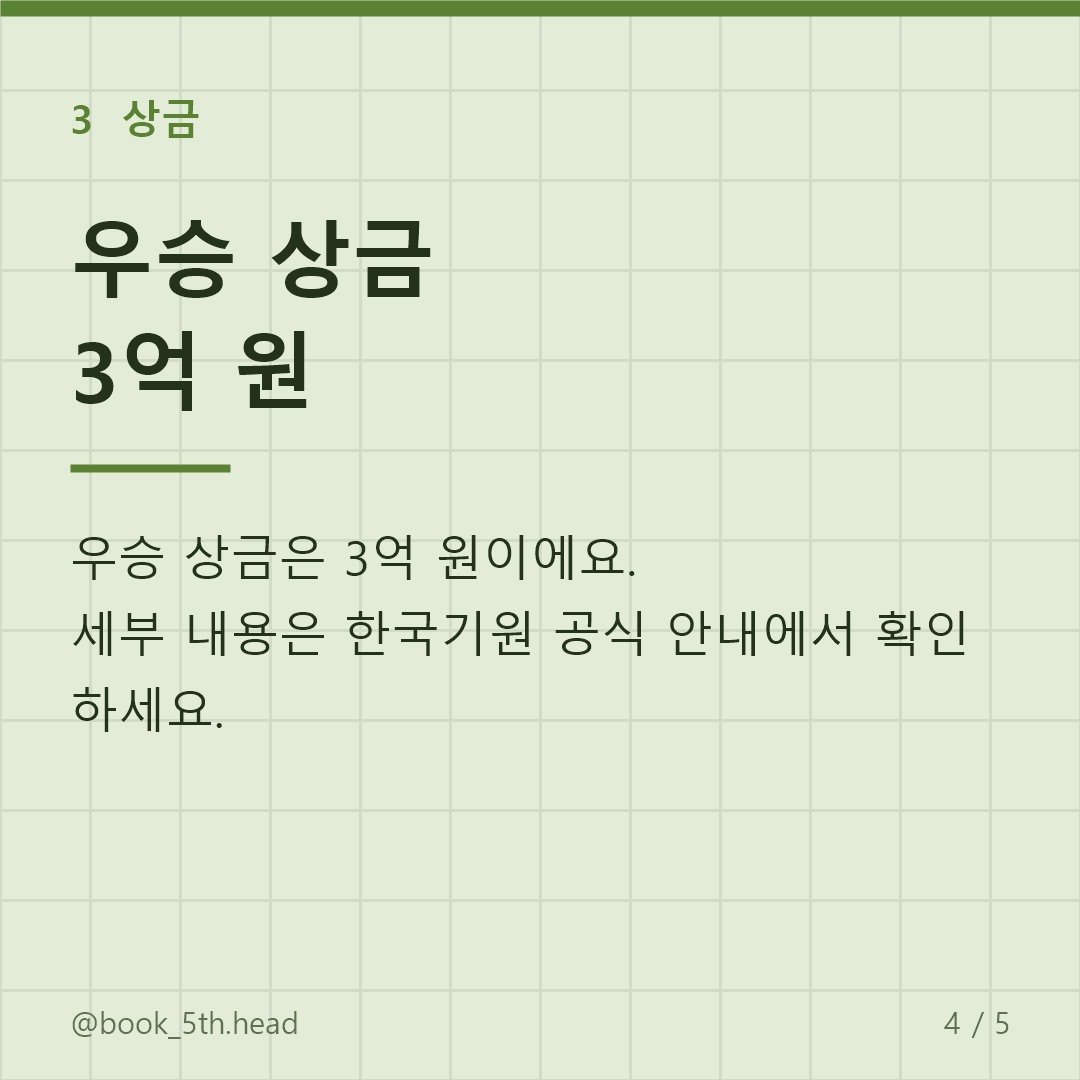 3 상금
우승 상금
3억 원
우승 상금은 3억 원이에요.
세부 내용은 한국기원 공식 안내에서 확인
하세요.
@book_5th.head
4 / 5